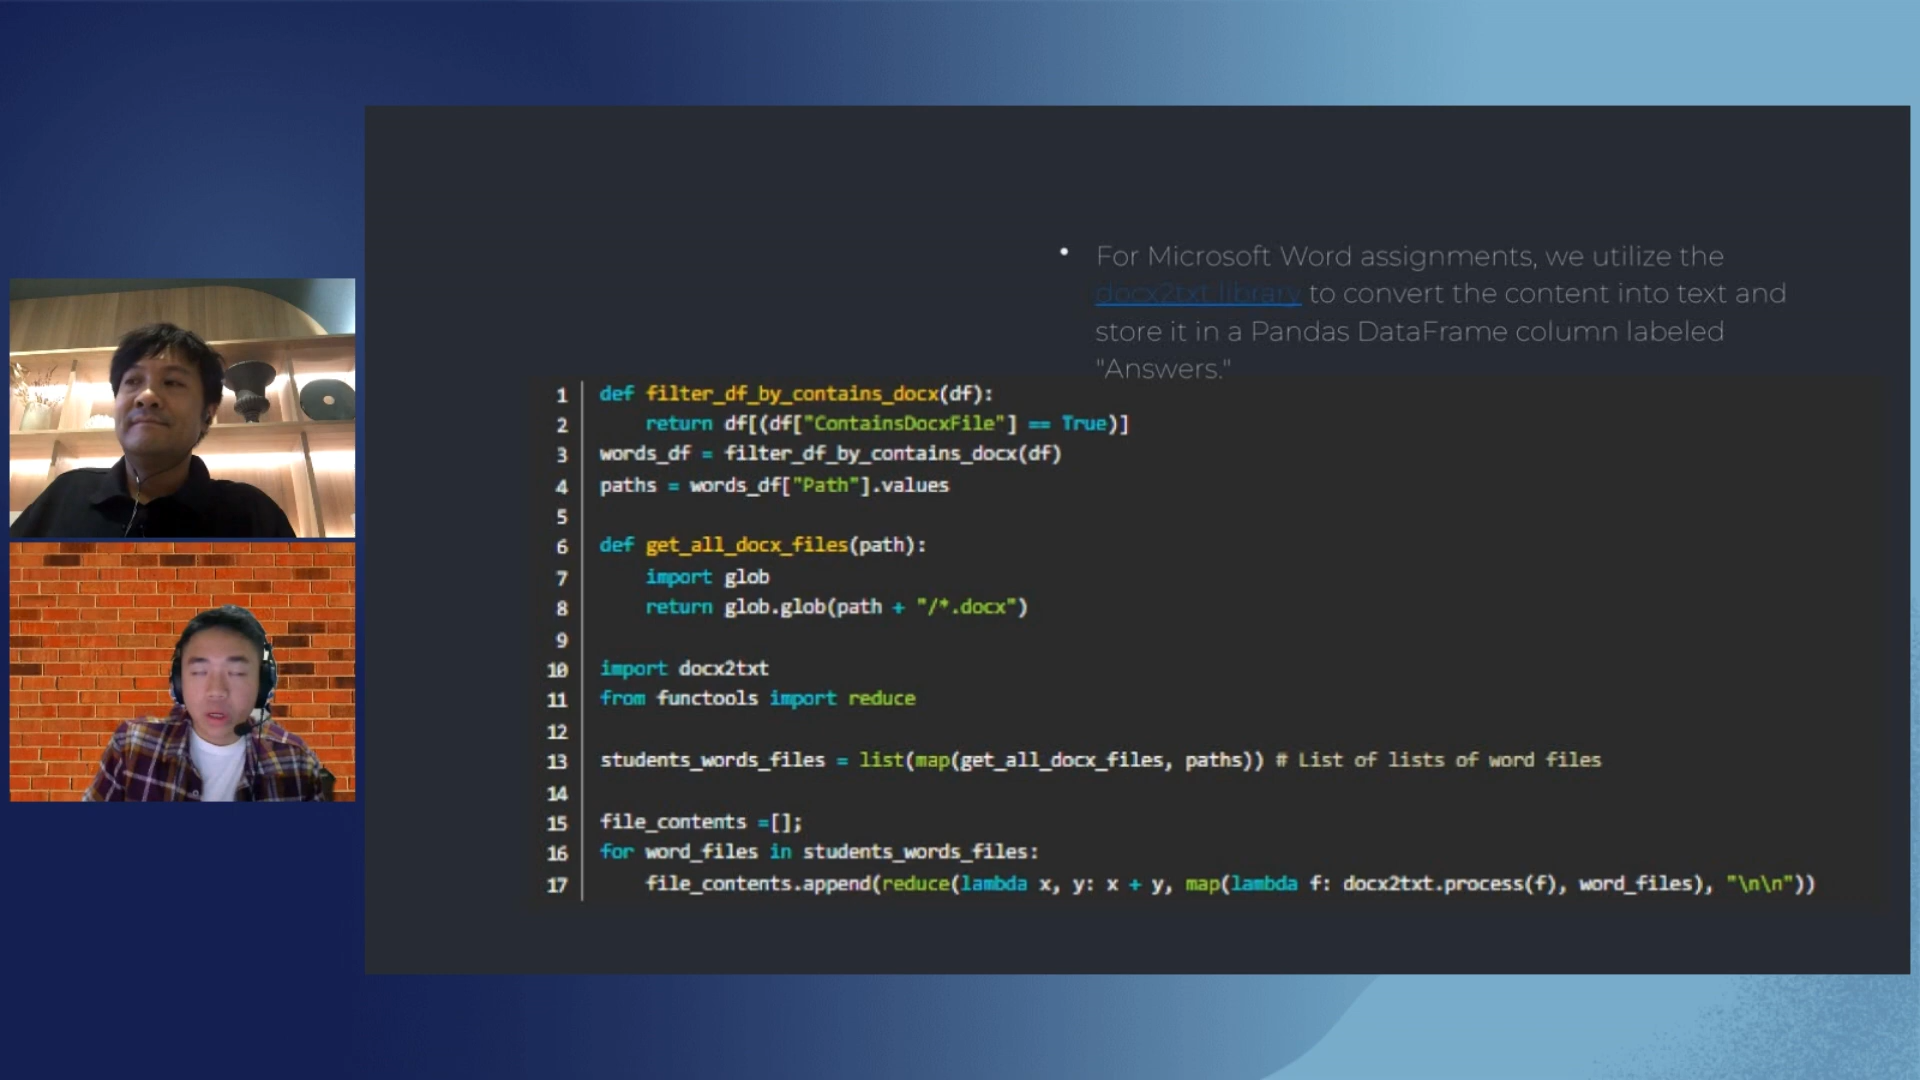 • For Microsoft Word assignments, we utilize the
docx2txt library to convert the content into text and
store it in a Pandas DataFrame column labeled
"Answers."
1 def filter_df_by_contains_docx(df):
2     return df[(df["ContainsDocxFile"] == True)]
3 words_df = filter_df_by_contains_docx(df)
4 paths = words_df["Path"].values
5
6 def get_all_docx_files(path):
7     import glob
8     return glob.glob(path + "/*.docx")
9
10 import docx2txt
11 from functools import reduce
12
13 students_words_files = list(map(get_all_docx_files, paths)) # List of lists of word files
14
15 file_contents =[];
16 for word_files in students_words_files:
17     file_contents.append(reduce(lambda x, y: x + y, map(lambda f: docx2txt.process(f), word_files), "\n\n"))